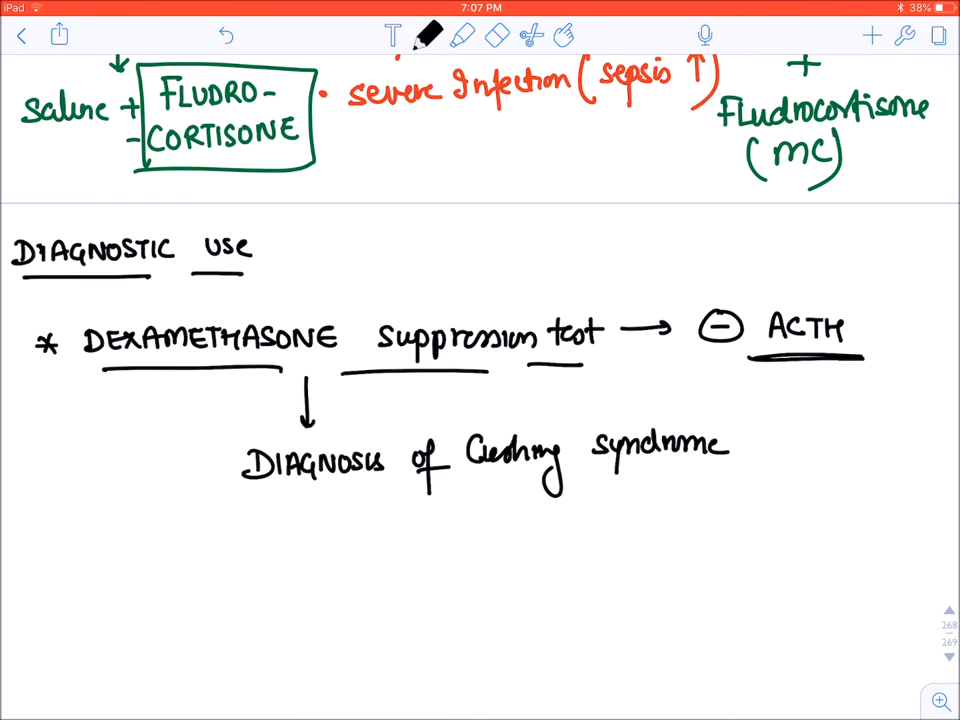 iPad 7:07 PM 38%
T
saline + FLUDRO-
-CORTISONE
• severe Infection (sepsis ↑)
+
Fludrocortisone
(MC)
DIAGNOSTIC USE
* DEXAMETHASONE Suppression test → ⊖ ACTH
↓
DIAGNOSIS of Cushing syndrome
268
269